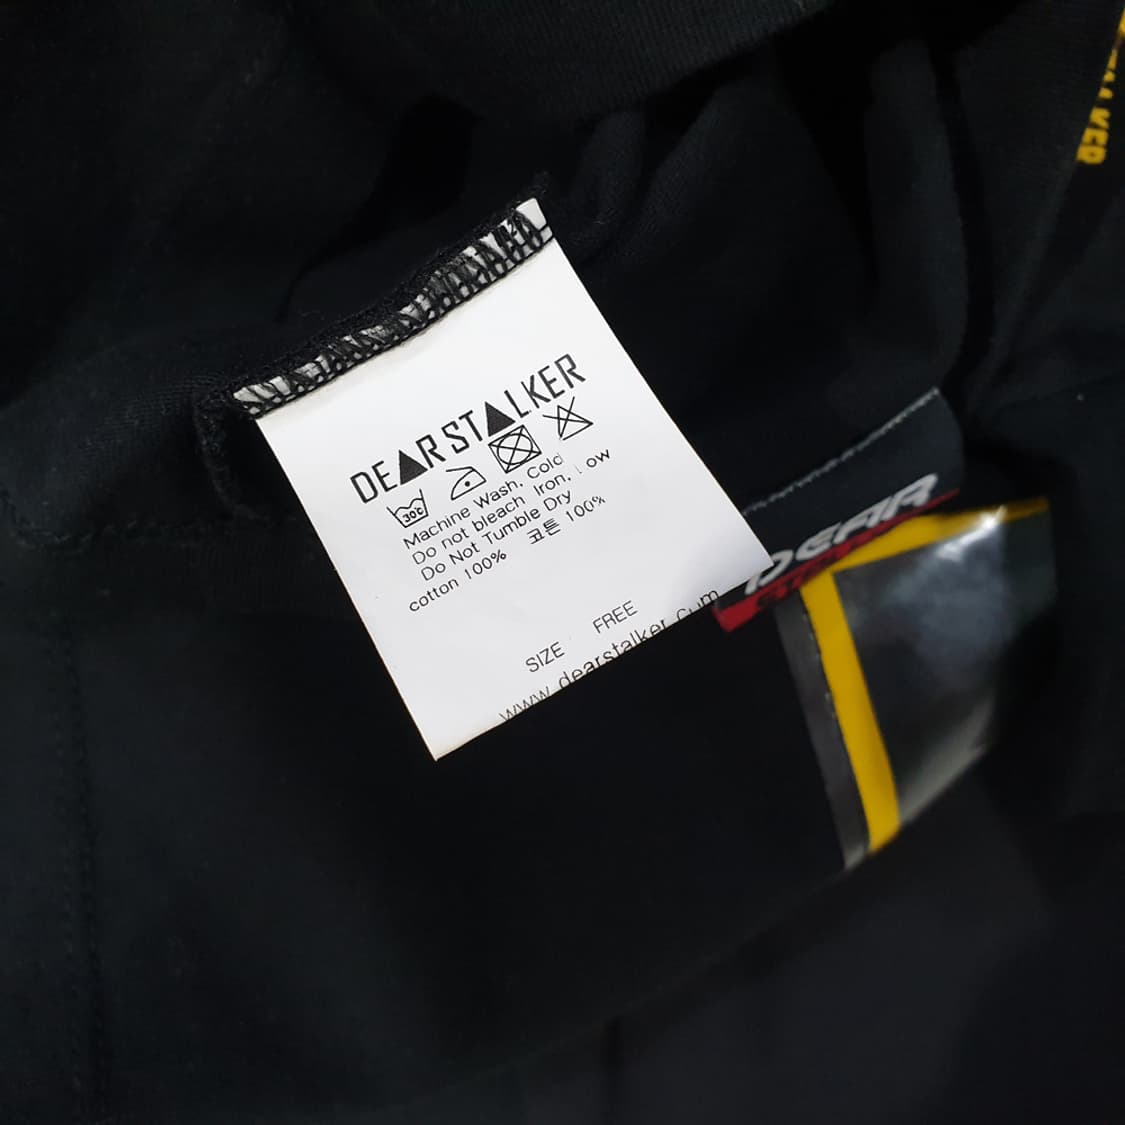 DEARSTALKER
30c
Machine Wash. Cold
Do not bleach Iron, Low
Do Not Tumble Dry
cotton 100% 코튼 100%
SIZE FREE
www.dearstalker.com
DEAR